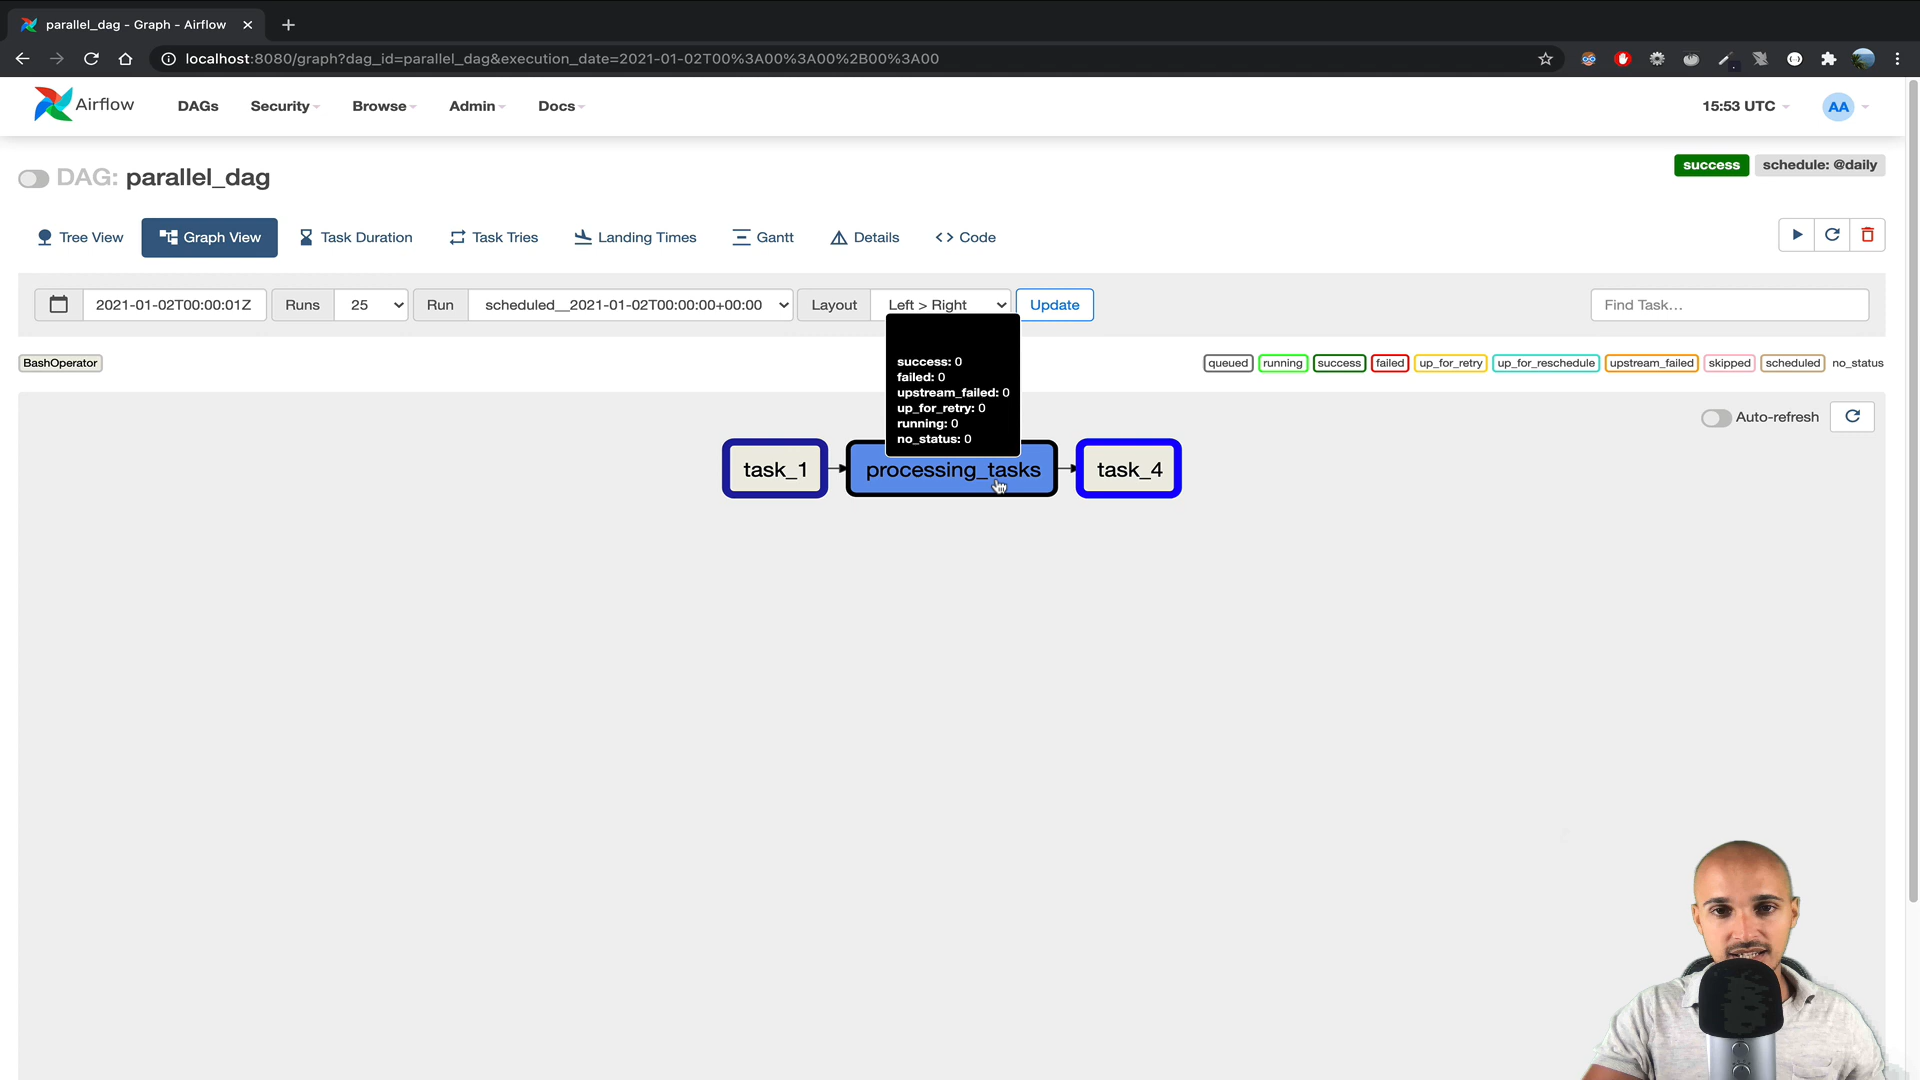 parallel_dag - Graph - Airflow
localhost:8080/graph?dag_id=parallel_dag&execution_date=2021-01-02T00%3A00%3A00%2B00%3A00
Airflow DAGs Security Browse Admin Docs 15:53 UTC AA
DAG: parallel_dag success schedule: @daily
Tree View Graph View Task Duration Task Tries Landing Times Gantt Details Code
2021-01-02T00:00:01Z Runs 25 Run scheduled__2021-01-02T00:00:00+00:00 Layout Left > Right Update Find Task...
BashOperator queued running success failed up_for_retry up_for_reschedule upstream_failed skipped scheduled no_status
success: 0
failed: 0
upstream_failed: 0
up_for_retry: 0
running: 0
no_status: 0
Auto-refresh
task_1 processing_tasks task_4